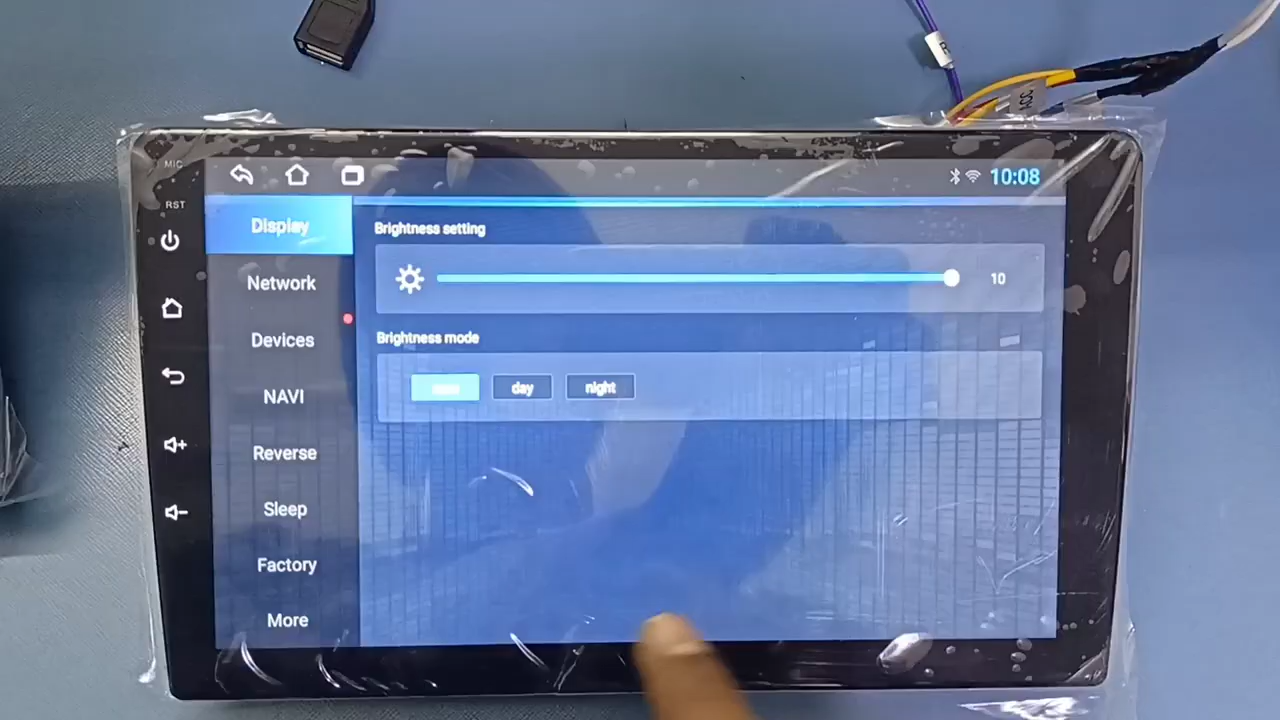 MIC
10:08
RST
Display
Brightness setting
10
Network
Brightness mode
Devices
day
night
NAVI
Reverse
Sleep
Factory
More
ACC